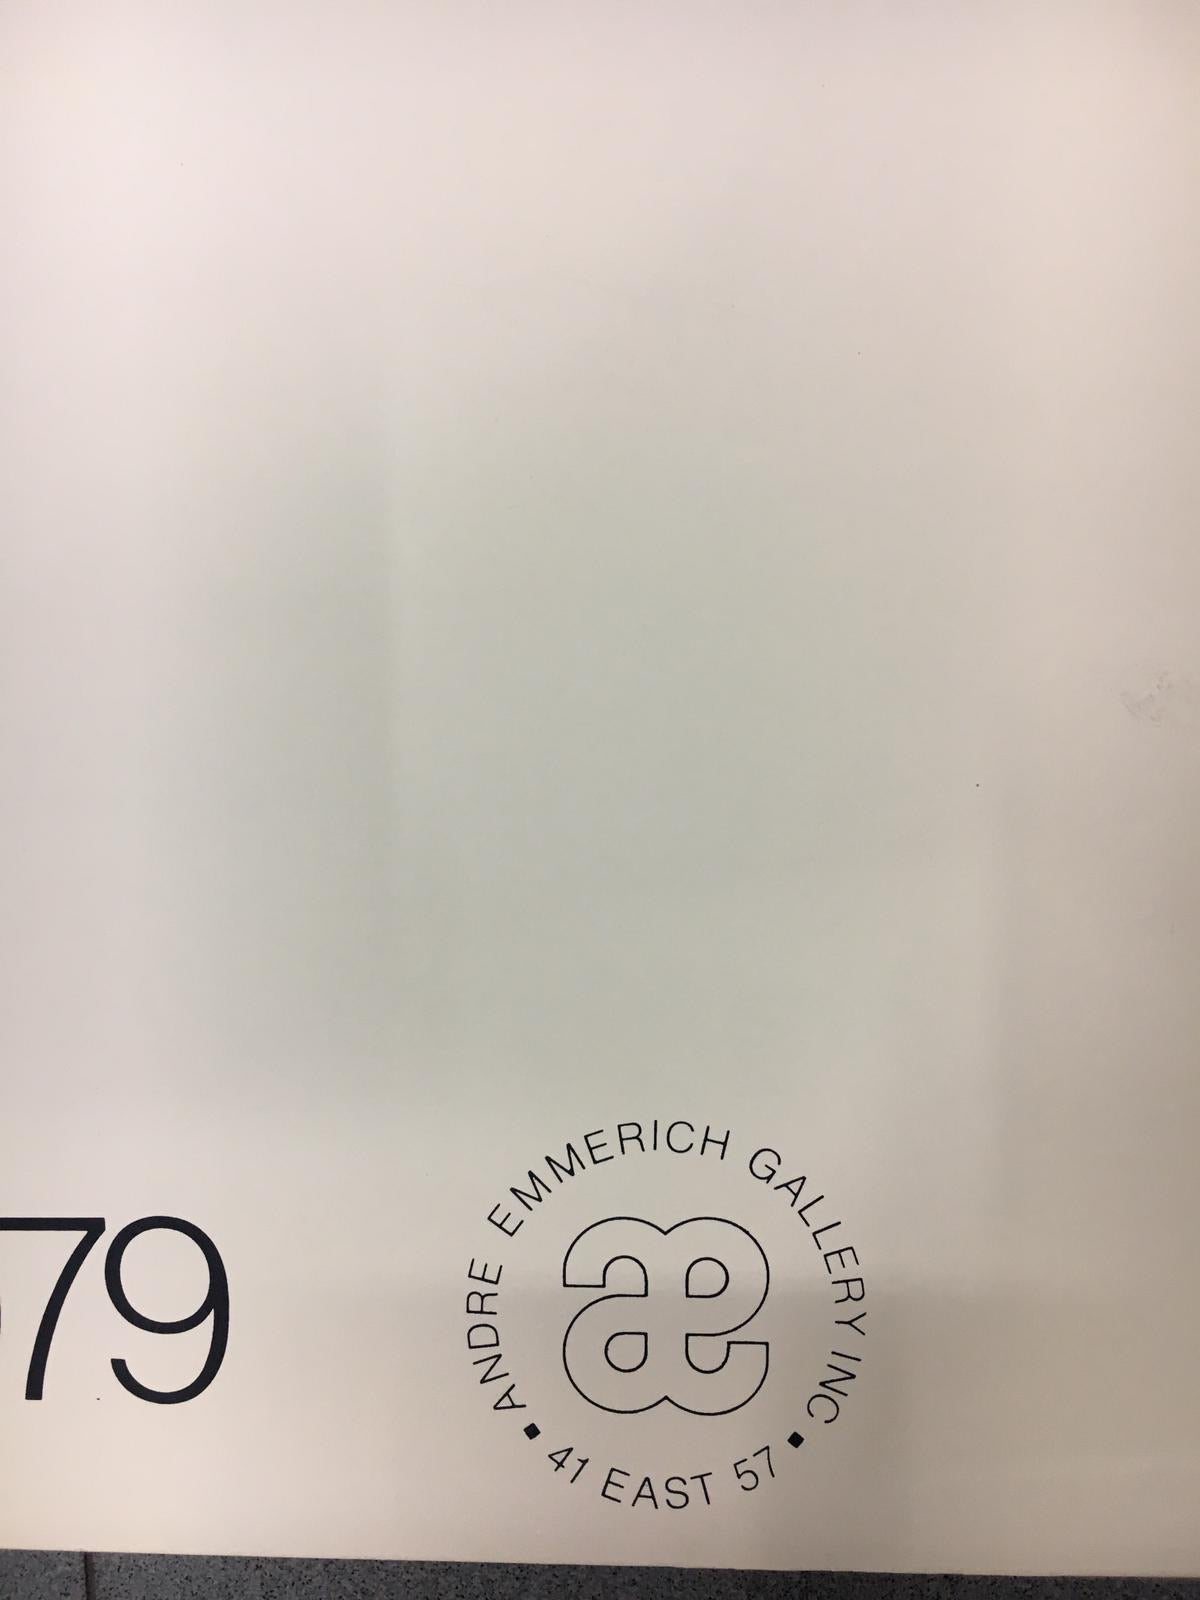 79
ANDRE EMMERICH GALLERY INC
æ
41 EAST 57